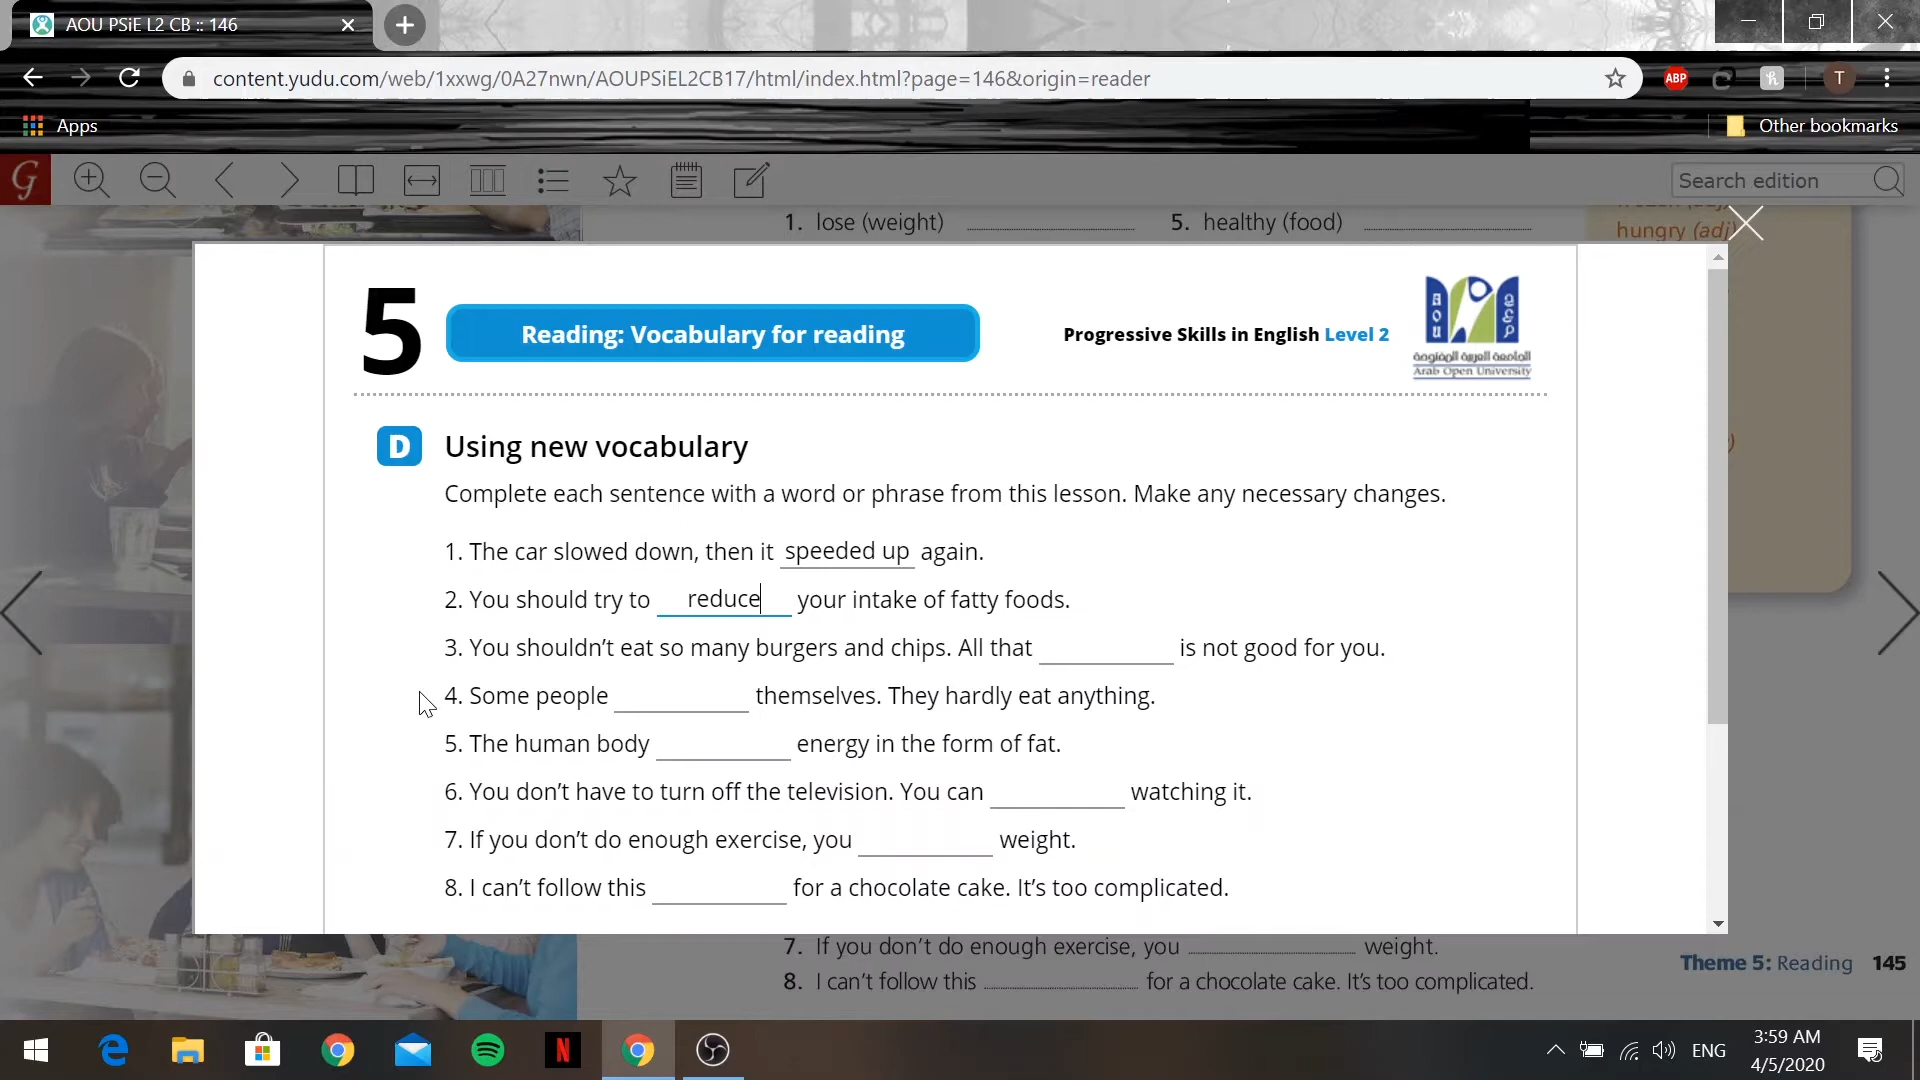 AOU PSiE L2 CB :: 146
content.yudu.com/web/1xxwg/0A27nwn/AOUPSiEL2CB17/html/index.html?page=146&origin=reader
ABP
T
Apps
Other bookmarks
G
Search edition
1. lose (weight)
5. healthy (food)
hungry (adj)
5
Reading: Vocabulary for reading
Progressive Skills in English Level 2
AOU
الجامعة العربية المفتوحة
Arab Open University
D
Using new vocabulary
Complete each sentence with a word or phrase from this lesson. Make any necessary changes.
1. The car slowed down, then it speeded up again.
2. You should try to reduce your intake of fatty foods.
3. You shouldn’t eat so many burgers and chips. All that is not good for you.
4. Some people themselves. They hardly eat anything.
5. The human body energy in the form of fat.
6. You don’t have to turn off the television. You can watching it.
7. If you don’t do enough exercise, you weight.
8. I can’t follow this for a chocolate cake. It’s too complicated.
7. If you don’t do enough exercise, you weight.
8. I can’t follow this for a chocolate cake. It’s too complicated.
Theme 5: Reading 145
N
ENG
3:59 AM
4/5/2020